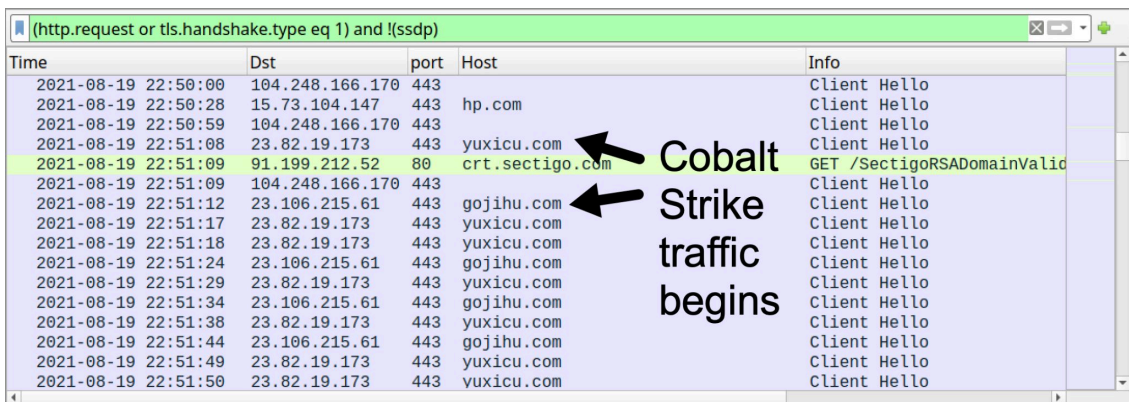 (http.request or tls.handshake.type eq 1) and !(ssdp)
Time Dst port Host Info
2021-08-19 22:50:00 104.248.166.170 443 Client Hello
2021-08-19 22:50:28 15.73.104.147 443 hp.com Client Hello
2021-08-19 22:50:59 104.248.166.170 443 Client Hello
2021-08-19 22:51:08 23.82.19.173 443 yuxicu.com Client Hello
2021-08-19 22:51:09 91.199.212.52 80 crt.sectigo.com GET /SectigoRSADomainValid
2021-08-19 22:51:09 104.248.166.170 443 Client Hello
2021-08-19 22:51:12 23.106.215.61 443 gojihu.com Client Hello
2021-08-19 22:51:17 23.82.19.173 443 yuxicu.com Client Hello
2021-08-19 22:51:18 23.82.19.173 443 yuxicu.com Client Hello
2021-08-19 22:51:24 23.106.215.61 443 gojihu.com Client Hello
2021-08-19 22:51:29 23.82.19.173 443 yuxicu.com Client Hello
2021-08-19 22:51:34 23.106.215.61 443 gojihu.com Client Hello
2021-08-19 22:51:38 23.82.19.173 443 yuxicu.com Client Hello
2021-08-19 22:51:44 23.106.215.61 443 gojihu.com Client Hello
2021-08-19 22:51:49 23.82.19.173 443 yuxicu.com Client Hello
2021-08-19 22:51:50 23.82.19.173 443 yuxicu.com Client Hello
Cobalt
Strike
traffic
begins